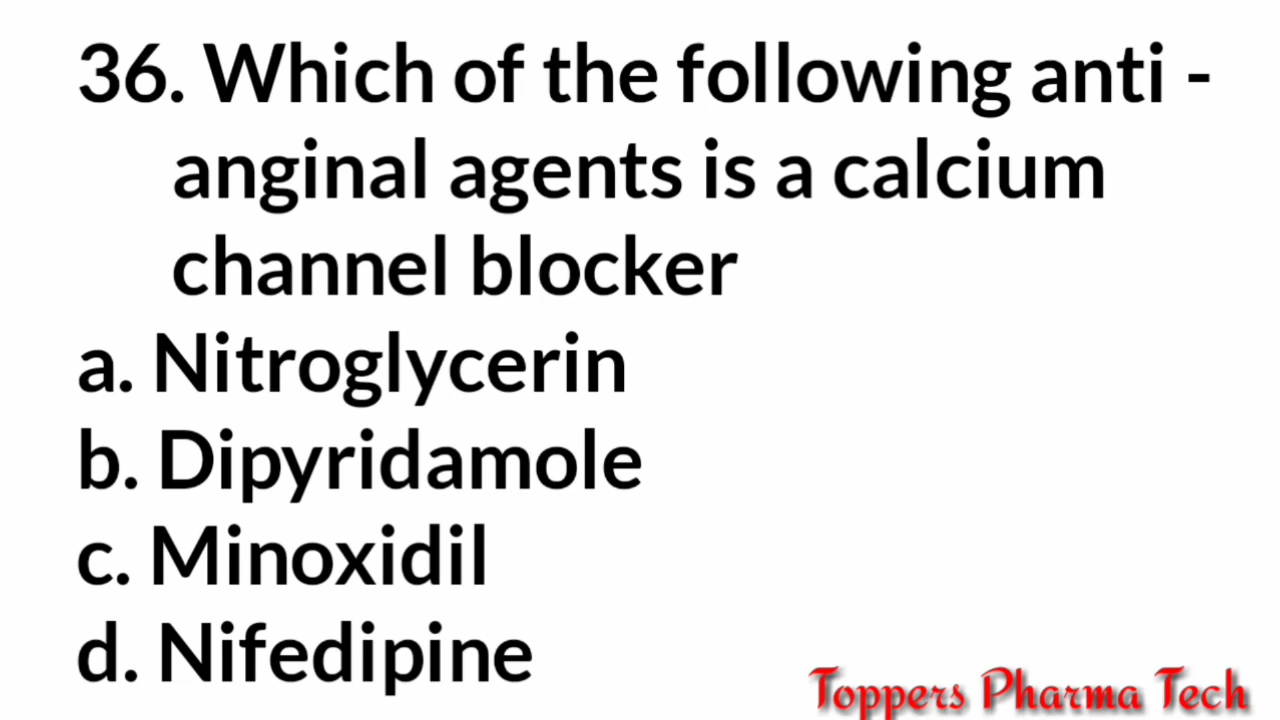 36. Which of the following anti -
anginal agents is a calcium
channel blocker
a. Nitroglycerin
b. Dipyridamole
c. Minoxidil
d. Nifedipine
Toppers Pharma Tech